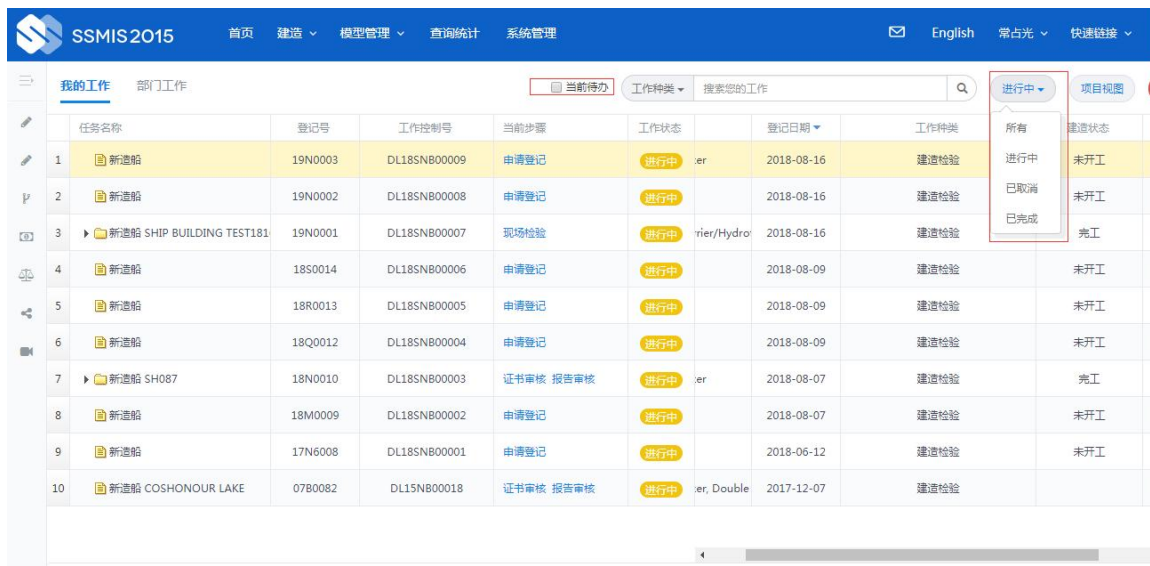 SSMIS2015 首页 建造 模型管理 查询统计 系统管理 English 常占光 快速链接
我的工作 部门工作 当前待办 工作种类 搜索您的工作 进行中 项目视图
任务名称 登记号 工作控制号 当前步骤 工作状态 登记日期 工作种类 建造状态
所有
进行中
已取消
已完成
1 新造船 19N0003 DL18SNB00009 申请登记 进行中 er 2018-08-16 建造检验 未开工
2 新造船 19N0002 DL18SNB00008 申请登记 进行中 2018-08-16 建造检验 未开工
3 新造船 SHIP BUILDING TEST181 19N0001 DL18SNB00007 现场检验 进行中 rier/Hydro 2018-08-16 建造检验 完工
4 新造船 18S0014 DL18SNB00006 申请登记 进行中 2018-08-09 建造检验 未开工
5 新造船 18R0013 DL18SNB00005 申请登记 进行中 2018-08-09 建造检验 未开工
6 新造船 18Q0012 DL18SNB00004 申请登记 进行中 2018-08-09 建造检验 未开工
7 新造船 SH087 18N0010 DL18SNB00003 证书审核 报告审核 进行中 er 2018-08-07 建造检验 完工
8 新造船 18M0009 DL18SNB00002 申请登记 进行中 2018-08-07 建造检验 未开工
9 新造船 17N6008 DL18SNB00001 申请登记 进行中 2018-06-12 建造检验 未开工
10 新造船 COSHONOUR LAKE 07B0082 DL15NB00018 证书审核 报告审核 进行中 er, Double 2017-12-07 建造检验